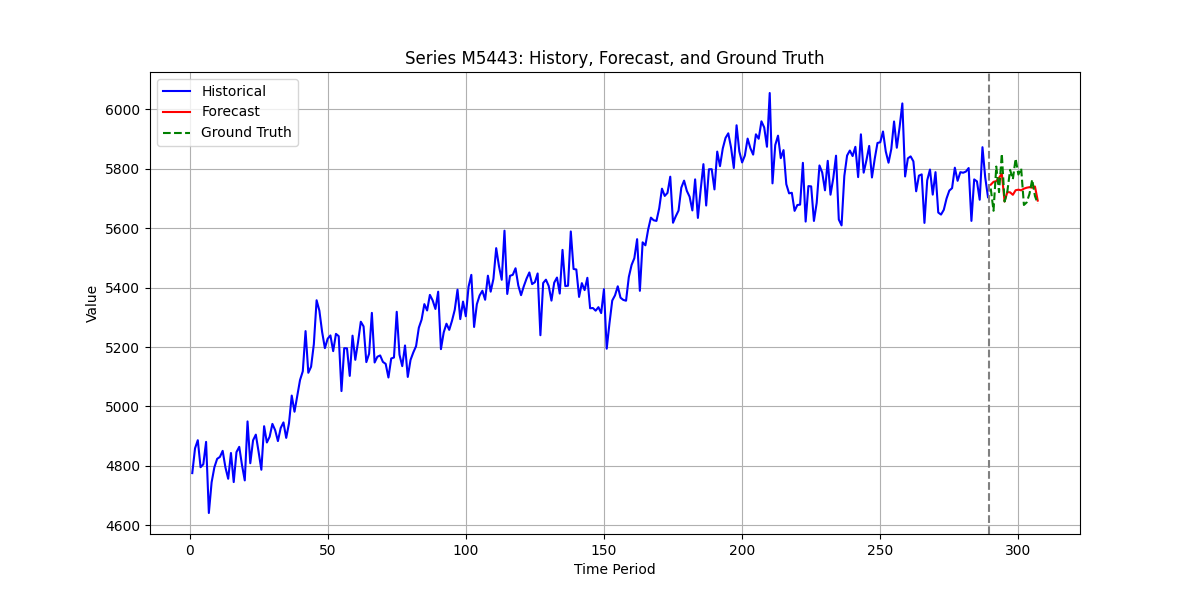 Series M5443: History, Forecast, and Ground Truth
Historical
Forecast
Ground Truth
6000
5800
5600
5400
5200
5000
4800
4600
Value
0 50 100 150 200 250 300
Time Period